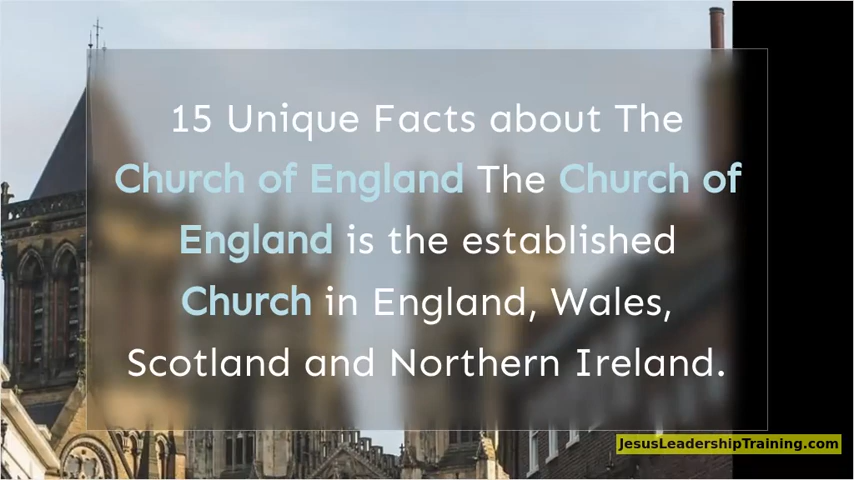 15 Unique Facts about The
Church of England The Church of
England is the established
Church in England, Wales,
Scotland and Northern Ireland.
JesusLeadershipTraining.com